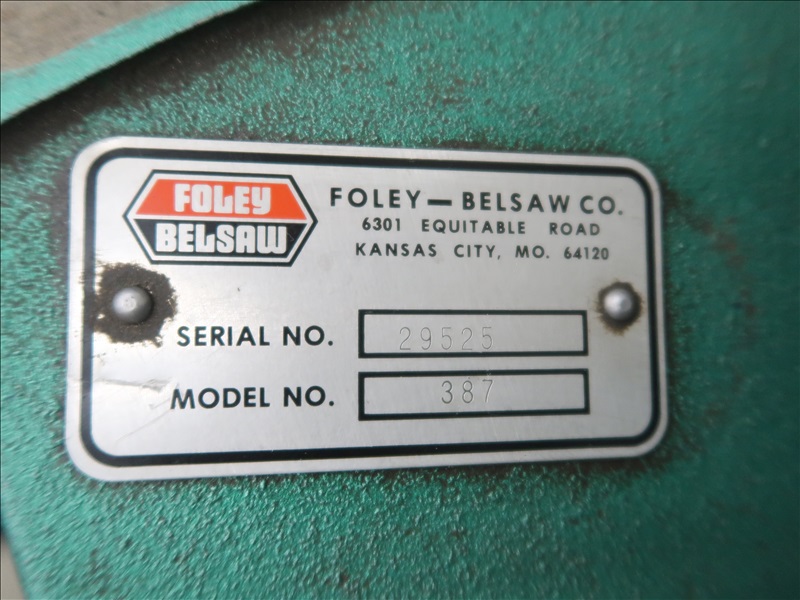 FOLEY
BELSAW
FOLEY — BELSAW CO.
6301 EQUITABLE ROAD
KANSAS CITY, MO. 64120
SERIAL NO. 29525
MODEL NO. 387